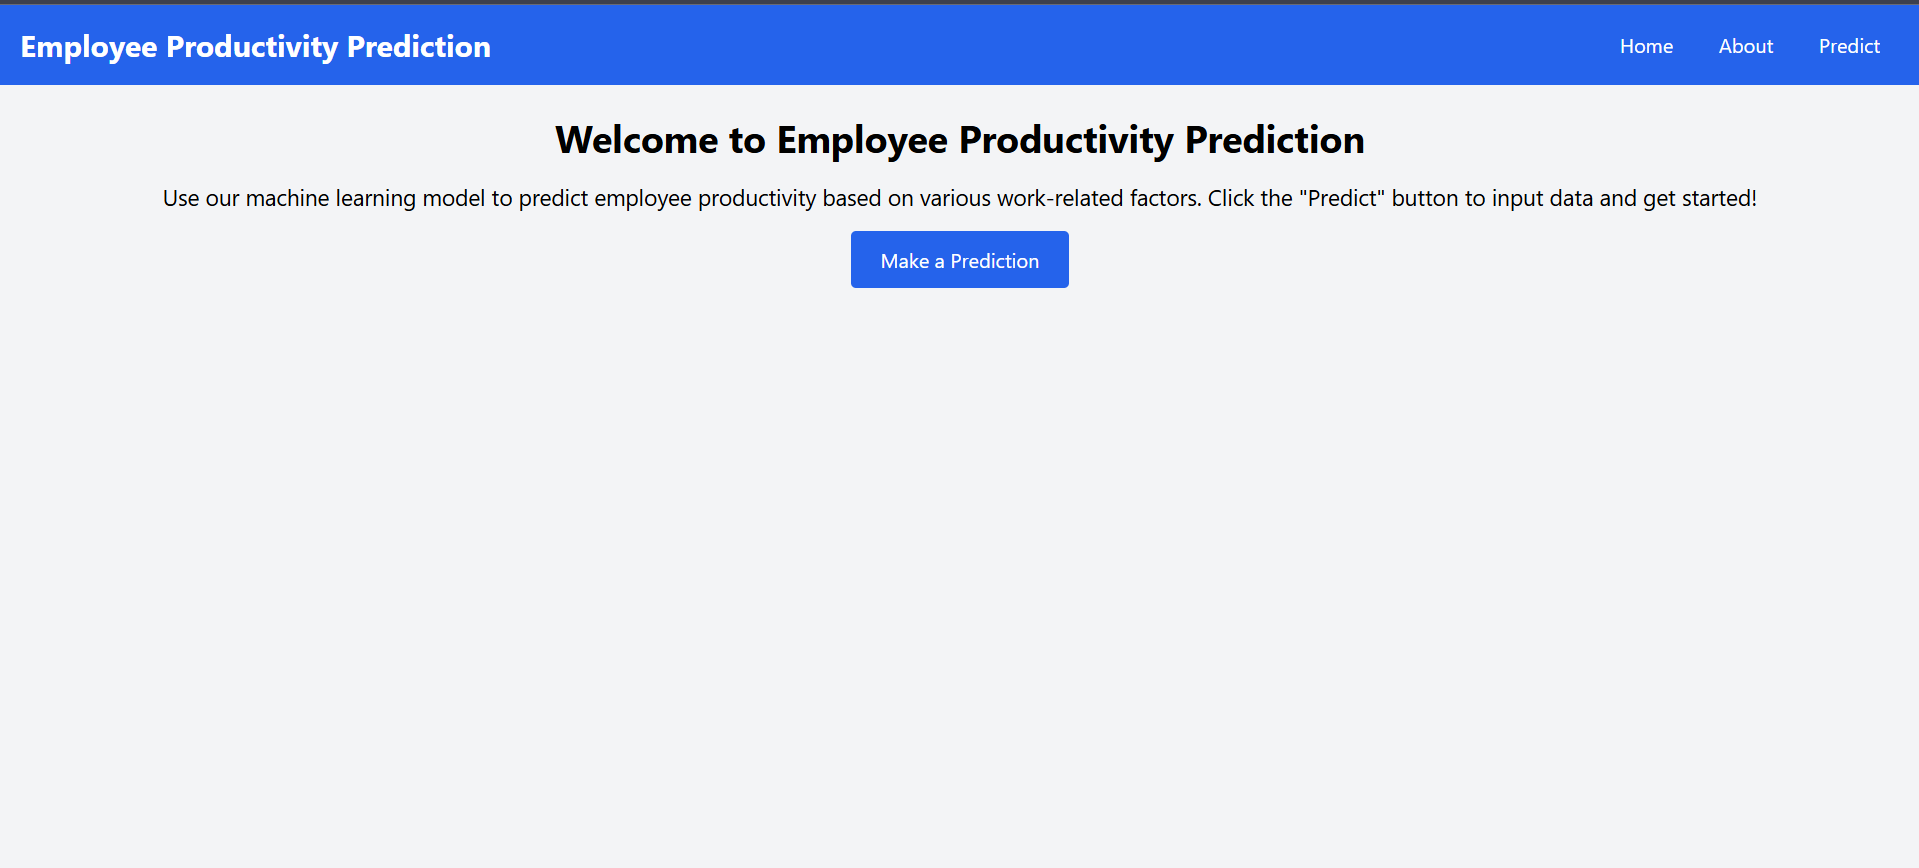 Employee Productivity Prediction
Home About Predict
Welcome to Employee Productivity Prediction
Use our machine learning model to predict employee productivity based on various work-related factors. Click the "Predict" button to input data and get started!
Make a Prediction